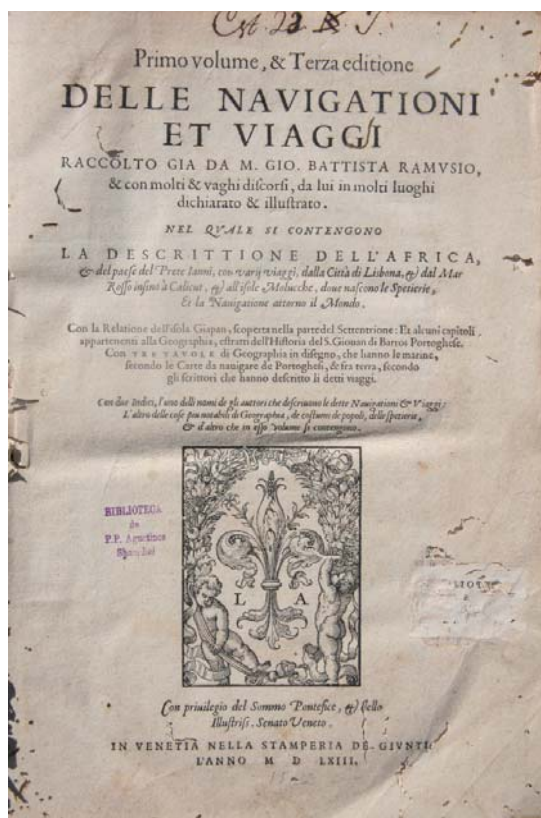 Primo volume, & Terza editione
DELLE NAVIGATIONI
ET VIAGGI
RACCOLTO GIA DA M. GIO. BATTISTA RAMVSIO,
& con molti & vaghi discorsi, da lui in molti luoghi
dichiarato & illustrato.
NEL QVALE SI CONTENGONO
LA DESCRITTIONE DELL'AFRICA,
& del paese del Prete Ianni, con varij viaggi, dalla Città di Lisbona, & dal Mar
Rosso insino à Calicut, & all'isole Molucche, doue nascono le Spetierie,
Et la Nauigatione attorno il Mondo.
Con la Relatione dell'isola Giapan, scoperta nella parte del Settentrione: Et alcuni capitoli
appartenenti alla Geographia, estratti dell'Historia del S. Giouan di Barros Portoghese.
Con TRE TAVOLE di Geographia in disegno, che hanno le marine,
secondo le Carte da nauigare de Portoghesi, & fra terra, secondo
gli scrittori che hanno descritto li detti viaggi.
Con due Indici, l'uno delli nomi de gli auttori che descriuono le dette Nauigationi & Viaggi:
L'altro delle cose piu notabili di Geographia, de costumi de popoli, delle spetierie,
& d'altro che in esso volume si contengono.
BIBLIOTECA
de
P.P. Agustinos
Shanghai
L A
Con priuilegio del Sommo Pontefice, & dello
Illustriss. Senato Veneto.
IN VENETIA NELLA STAMPERIA DE GIVNTI
L'ANNO M D LXIII.